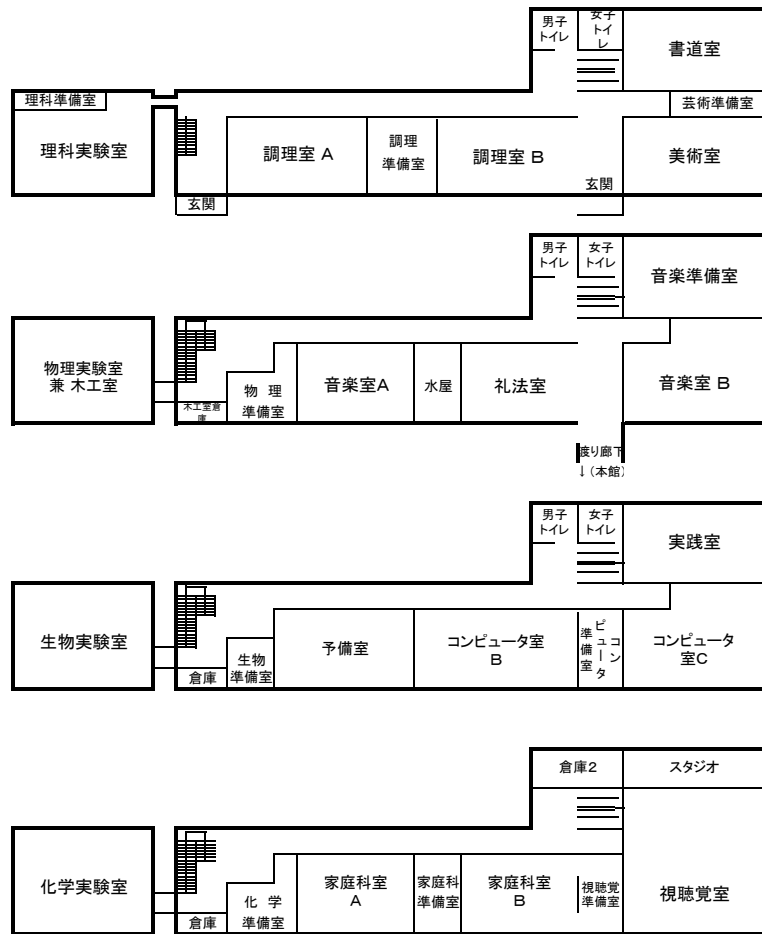 男子
トイレ
女子
トイ
レ
書道室
理科準備室
芸術準備室
理科実験室
調理室 A
調理
準備室
調理室 B
美術室
玄関
玄関
男子
トイレ
女子
トイレ
音楽準備室
物理実験室
兼 木工室
木工室倉
庫
物 理
準備室
音楽室A
水屋
礼法室
音楽室 B
渡り廊下
↓(本館)
男子
トイレ
女子
トイレ
実践室
生物実験室
倉庫
生物
準備室
予備室
コンピュータ室
B
コンピュータ
準備室
コンピュータ
室C
倉庫2
スタジオ
化学実験室
倉庫
化 学
準備室
家庭科室
A
家庭科
準備室
家庭科室
B
視聴覚
準備室
視聴覚室